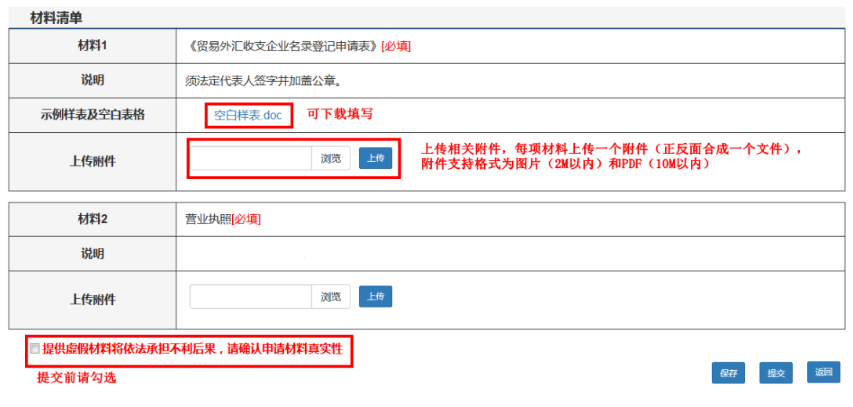 材料清单
材料1 《贸易外汇收支企业名录登记申请表》[必填]
说明 须法定代表人签字并加盖公章。
示例样表及空白表格 空白样表.doc 可下载填写
上传附件 浏览 上传 上传相关附件，每项材料上传一个附件（正反面合成一个文件），
附件支持格式为图片（2M以内）和PDF（10M以内）
材料2 营业执照[必填]
说明
上传附件 浏览 上传
提供虚假材料将依法承担不利后果，请确认申请材料真实性
提交前请勾选
保存 提交 返回